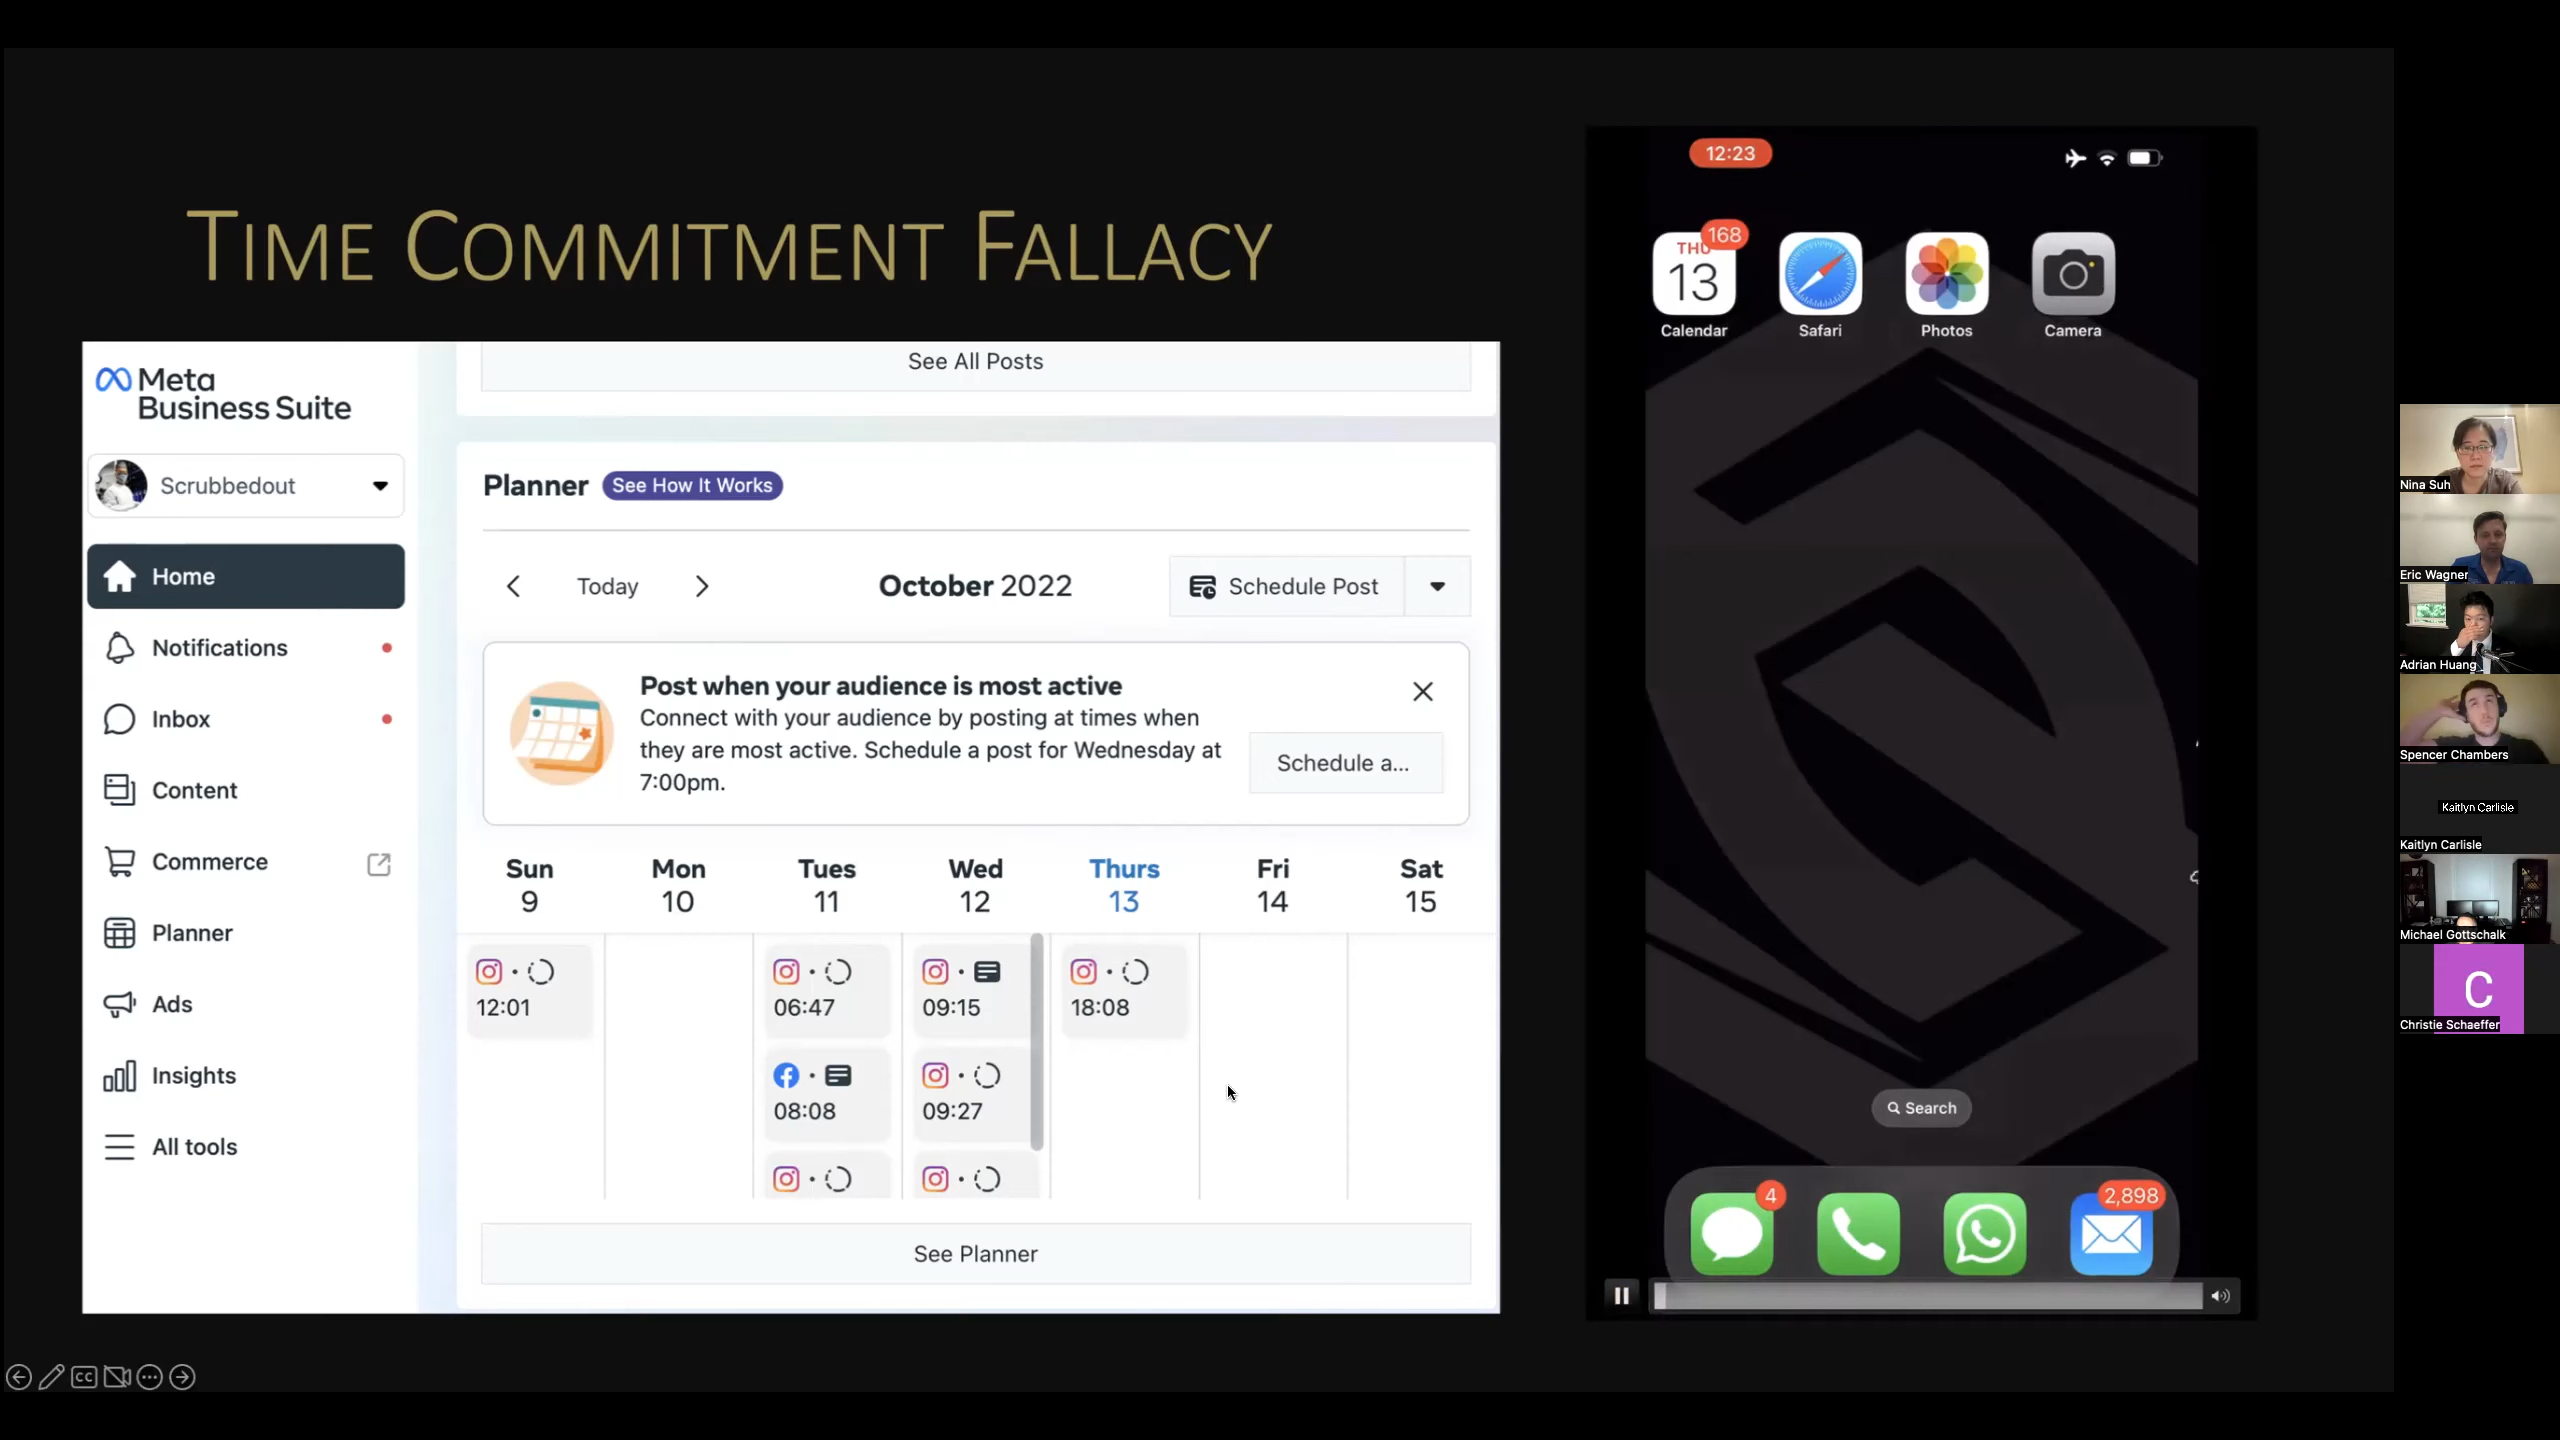 TIME COMMITMENT FALLACY
Meta
Business Suite
Scrubbedout
Home
Notifications
Inbox
Content
Commerce
Planner
Ads
Insights
All tools
See All Posts
Planner See How It Works
Today
October 2022
Schedule Post
Post when your audience is most active
Connect with your audience by posting at times when
they are most active. Schedule a post for Wednesday at
7:00pm.
Schedule a...
Sun Mon Tues Wed Thurs Fri Sat
9 10 11 12 13 14 15
12:01 06:47 09:15 18:08
08:08 09:27
See Planner
12:23
168
THU
13
Calendar Safari Photos Camera
Search
4 2,898
CC
Nina Suh
Eric Wagner
Adrian Huang
Spencer Chambers
Kaitlyn Carlisle
Kaitlyn Carlisle
Michael Gottschalk
C
Christie Schaeffer